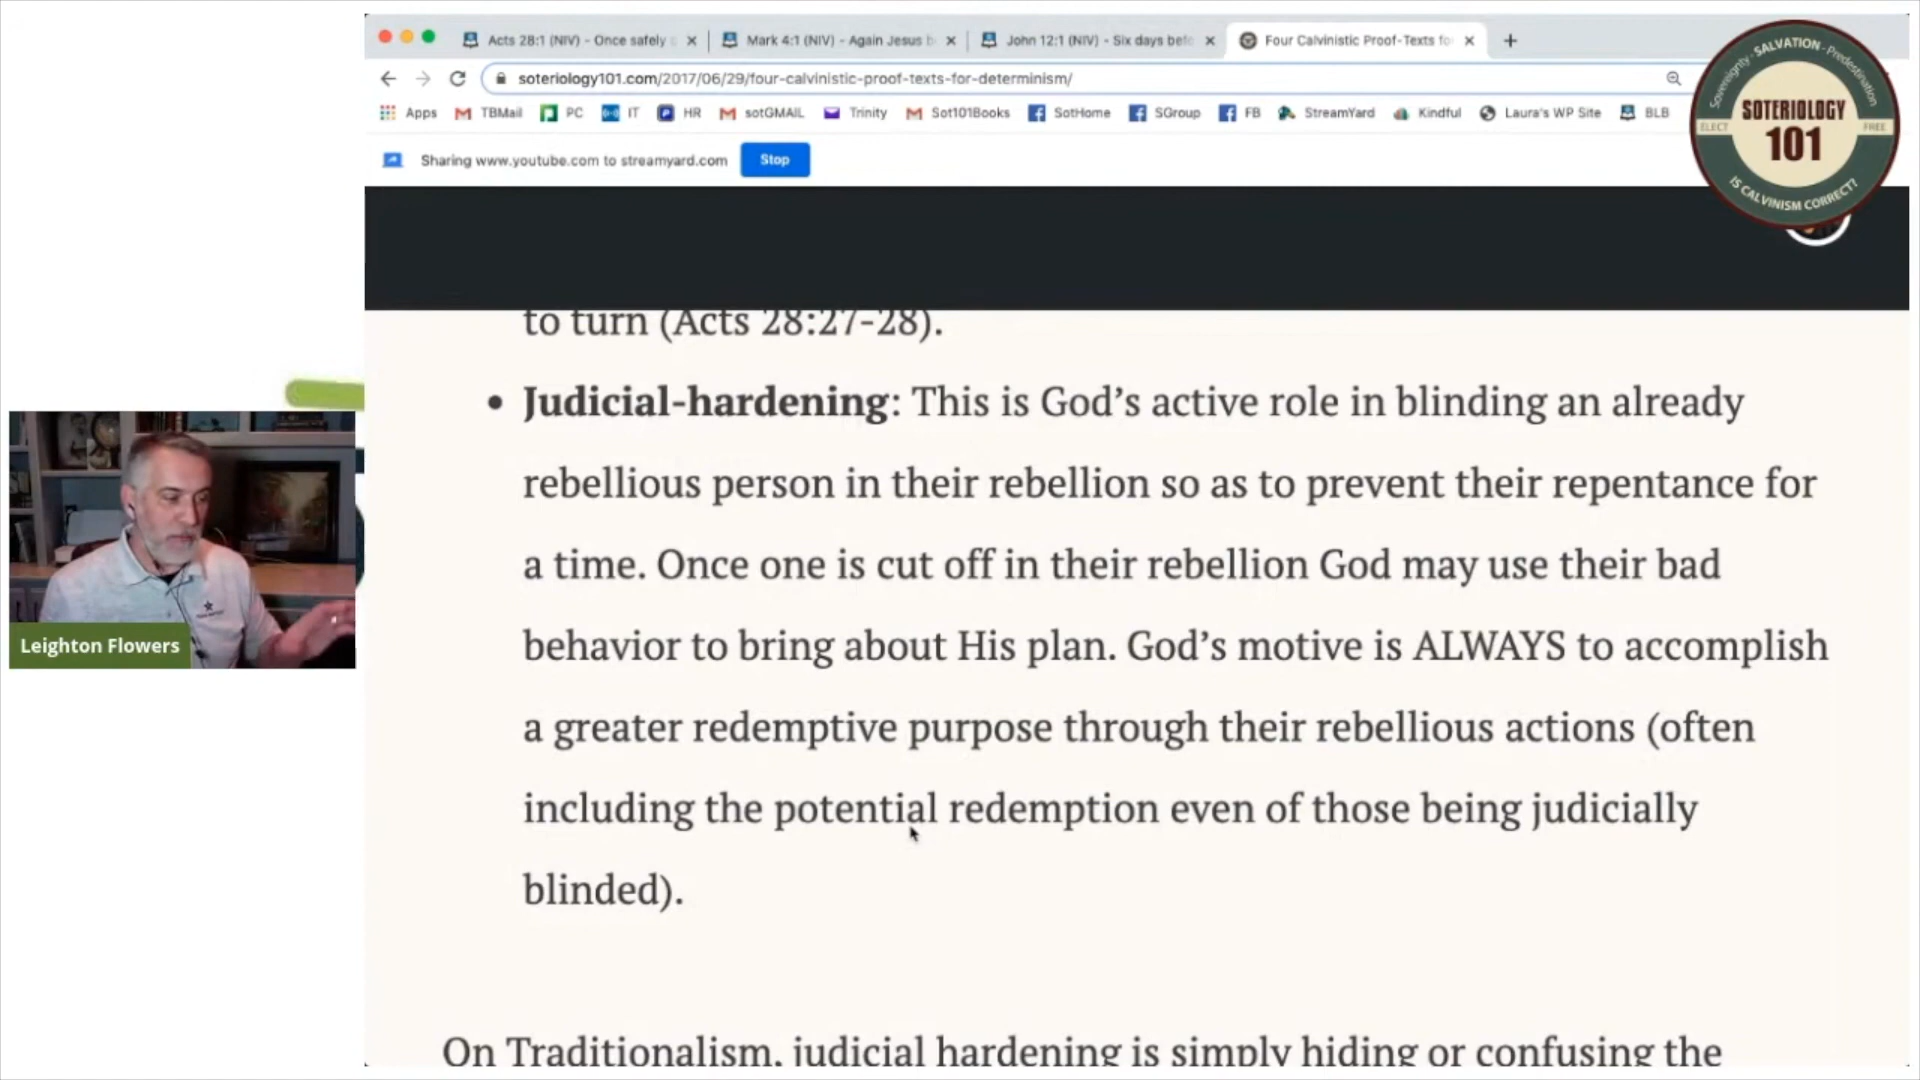 Acts 28:1 (NIV) - Once safely
Mark 4:1 (NIV) - Again Jesus b
John 12:1 (NIV) - Six days befo
Four Calvinistic Proof-Texts fo
soteriology101.com/2017/06/29/four-calvinistic-proof-texts-for-determinism/
Apps
TBMail
PC
IT
HR
sotGMAIL
Trinity
Sot101Books
SotHome
SGroup
FB
StreamYard
Kindful
Laura's WP Site
BLB
Sharing www.youtube.com to streamyard.com
Stop
Sovereignty - SALVATION - Predestination
ELECT
SOTERIOLOGY
FREE
101
IS CALVINISM CORRECT?
to turn (Acts 28:27-28).
• Judicial-hardening: This is God’s active role in blinding an already
rebellious person in their rebellion so as to prevent their repentance for
a time. Once one is cut off in their rebellion God may use their bad
behavior to bring about His plan. God’s motive is ALWAYS to accomplish
a greater redemptive purpose through their rebellious actions (often
including the potential redemption even of those being judicially
blinded).
On Traditionalism, judicial hardening is simply hiding or confusing the
Leighton Flowers